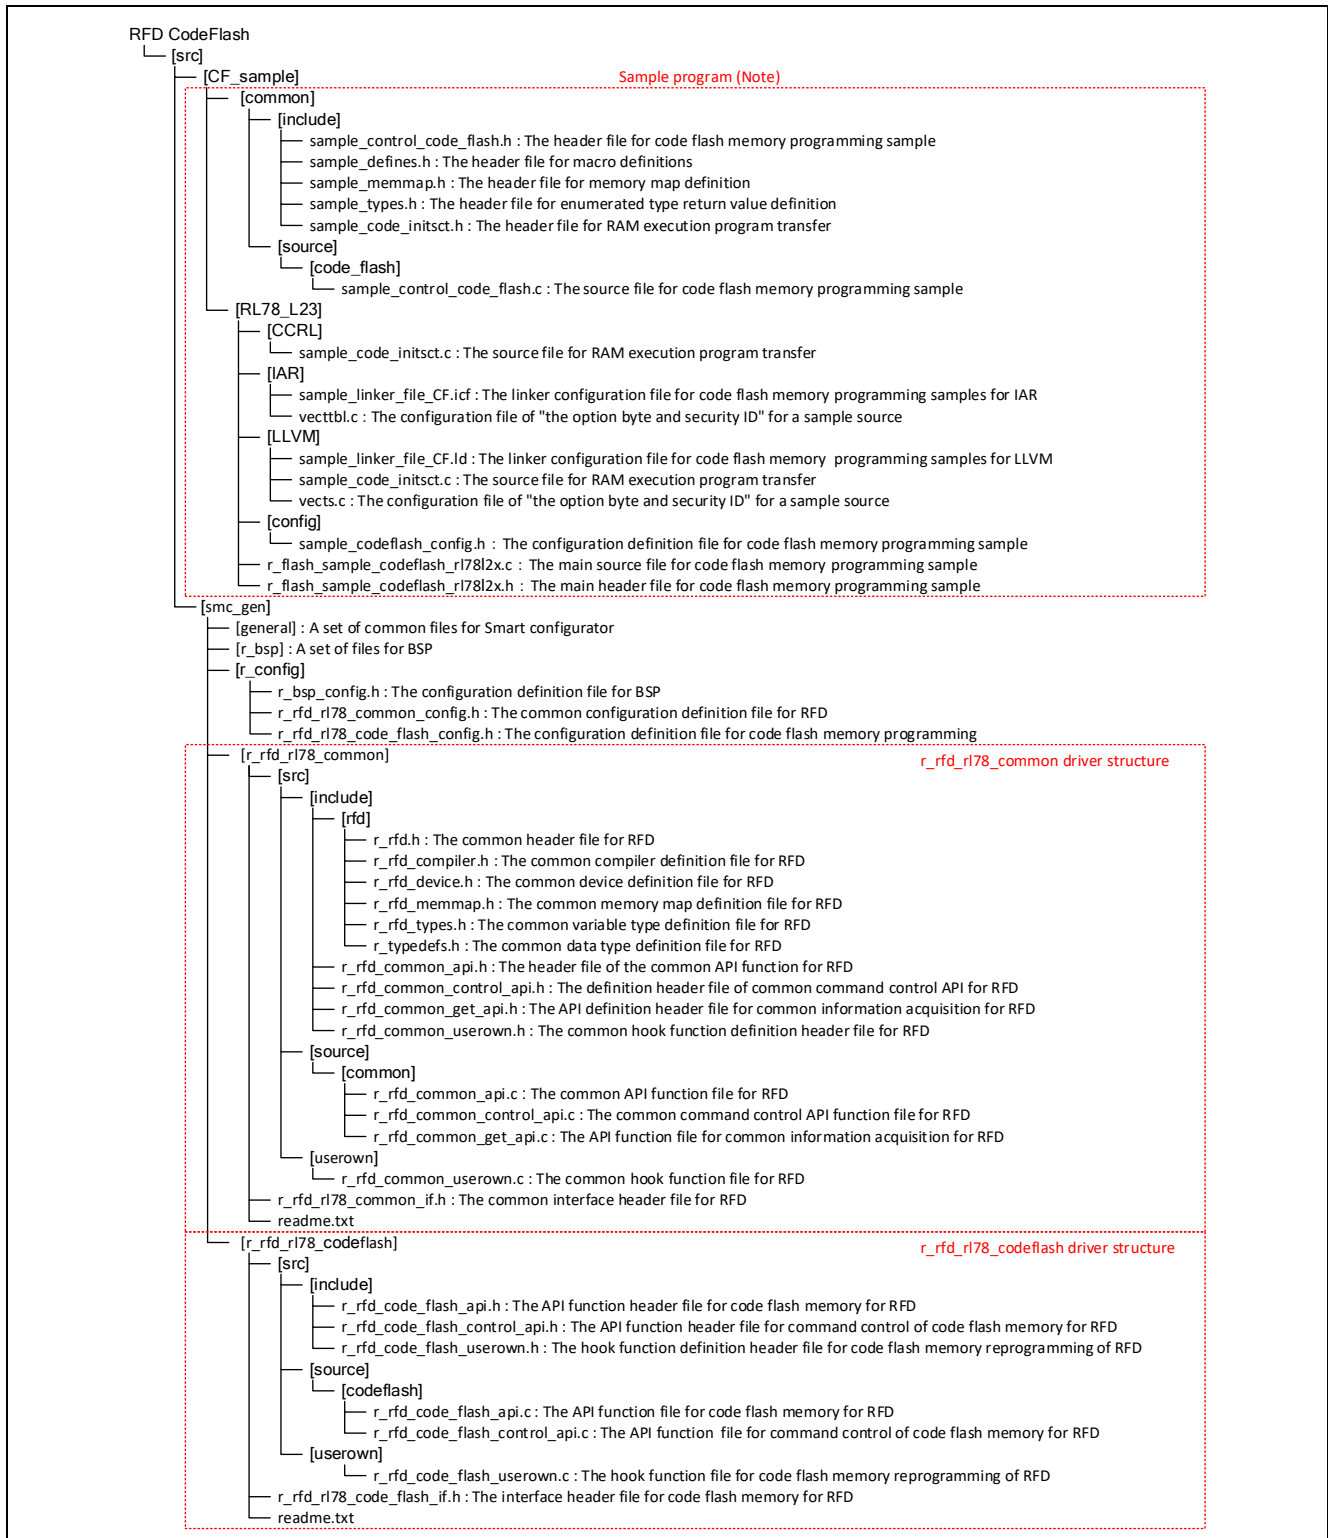 RFD CodeFlash
[src]
[CF_sample]
Sample program (Note)
[common]
[include]
sample_control_code_flash.h : The header file for code flash memory programming sample
sample_defines.h : The header file for macro definitions
sample_memmap.h : The header file for memory map definition
sample_types.h : The header file for enumerated type return value definition
sample_code_initsct.h : The header file for RAM execution program transfer
[source]
[code_flash]
sample_control_code_flash.c : The source file for code flash memory programming sample
[RL78_L23]
[CCRL]
sample_code_initsct.c : The source file for RAM execution program transfer
[IAR]
sample_linker_file_CF.icf : The linker configuration file for code flash memory programming samples for IAR
vecttbl.c : The configuration file of "the option byte and security ID" for a sample source
[LLVM]
sample_linker_file_CF.ld : The linker configuration file for code flash memory programming samples for LLVM
sample_code_initsct.c : The source file for RAM execution program transfer
vects.c : The configuration file of "the option byte and security ID" for a sample source
[config]
sample_codeflash_config.h : The configuration definition file for code flash memory programming sample
r_flash_sample_codeflash_rl78l2x.c : The main source file for code flash memory programming sample
r_flash_sample_codeflash_rl78l2x.h : The main header file for code flash memory programming sample
[smc_gen]
[general] : A set of common files for Smart configurator
[r_bsp] : A set of files for BSP
[r_config]
r_bsp_config.h : The configuration definition file for BSP
r_rfd_rl78_common_config.h : The common configuration definition file for RFD
r_rfd_rl78_code_flash_config.h : The configuration definition file for code flash memory programming
[r_rfd_rl78_common]
r_rfd_rl78_common driver structure
[src]
[include]
[rfd]
r_rfd.h : The common header file for RFD
r_rfd_compiler.h : The common compiler definition file for RFD
r_rfd_device.h : The common device definition file for RFD
r_rfd_memmap.h : The common memory map definition file for RFD
r_rfd_types.h : The common variable type definition file for RFD
r_typedefs.h : The common data type definition file for RFD
r_rfd_common_api.h : The header file of the common API function for RFD
r_rfd_common_control_api.h : The definition header file of common command control API for RFD
r_rfd_common_get_api.h : The API definition header file for common information acquisition for RFD
r_rfd_common_userown.h : The common hook function definition header file for RFD
[source]
[common]
r_rfd_common_api.c : The common API function file for RFD
r_rfd_common_control_api.c : The common command control API function file for RFD
r_rfd_common_get_api.c : The API function file for common information acquisition for RFD
[userown]
r_rfd_common_userown.c : The common hook function file for RFD
r_rfd_rl78_common_if.h : The common interface header file for RFD
readme.txt
[r_rfd_rl78_codeflash]
r_rfd_rl78_codeflash driver structure
[src]
[include]
r_rfd_code_flash_api.h : The API function header file for code flash memory for RFD
r_rfd_code_flash_control_api.h : The API function header file for command control of code flash memory for RFD
r_rfd_code_flash_userown.h : The hook function definition header file for code flash memory reprogramming of RFD
[source]
[codeflash]
r_rfd_code_flash_api.c : The API function file for code flash memory for RFD
r_rfd_code_flash_control_api.c : The API function file for command control of code flash memory for RFD
[userown]
r_rfd_code_flash_userown.c : The hook function file for code flash memory reprogramming of RFD
r_rfd_rl78_code_flash_if.h : The interface header file for code flash memory for RFD
readme.txt